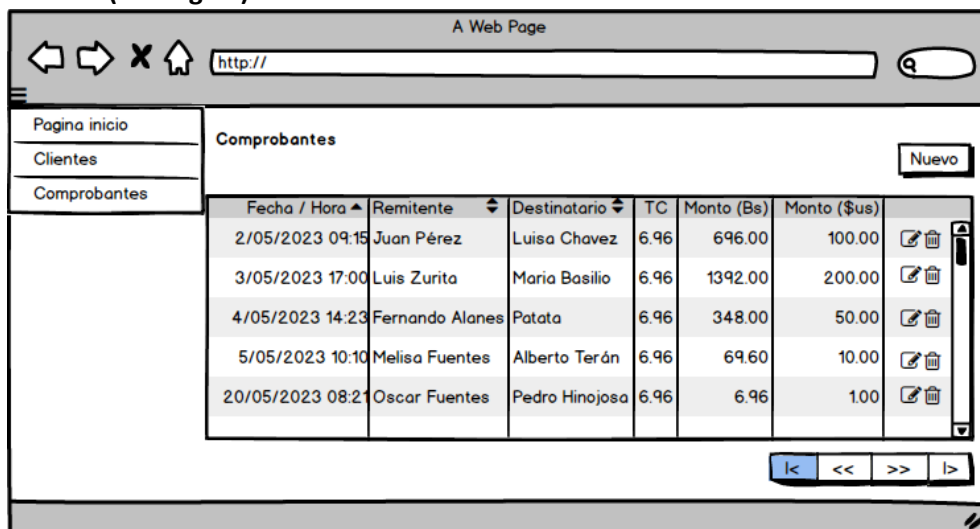 A Web Page
http://
Pagina inicio
Clientes
Comprobantes
Comprobantes
Nuevo
Fecha / Hora Remitente Destinatario TC Monto (Bs) Monto ($us)
2/05/2023 09:15 Juan Pérez Luisa Chavez 6.96 696.00 100.00
3/05/2023 17:00 Luis Zurita Maria Basilio 6.96 1392.00 200.00
4/05/2023 14:23 Fernando Alanes Patata 6.96 348.00 50.00
5/05/2023 10:10 Melisa Fuentes Alberto Terán 6.96 69.60 10.00
20/05/2023 08:21 Oscar Fuentes Pedro Hinojosa 6.96 6.96 1.00
|< << >> |>